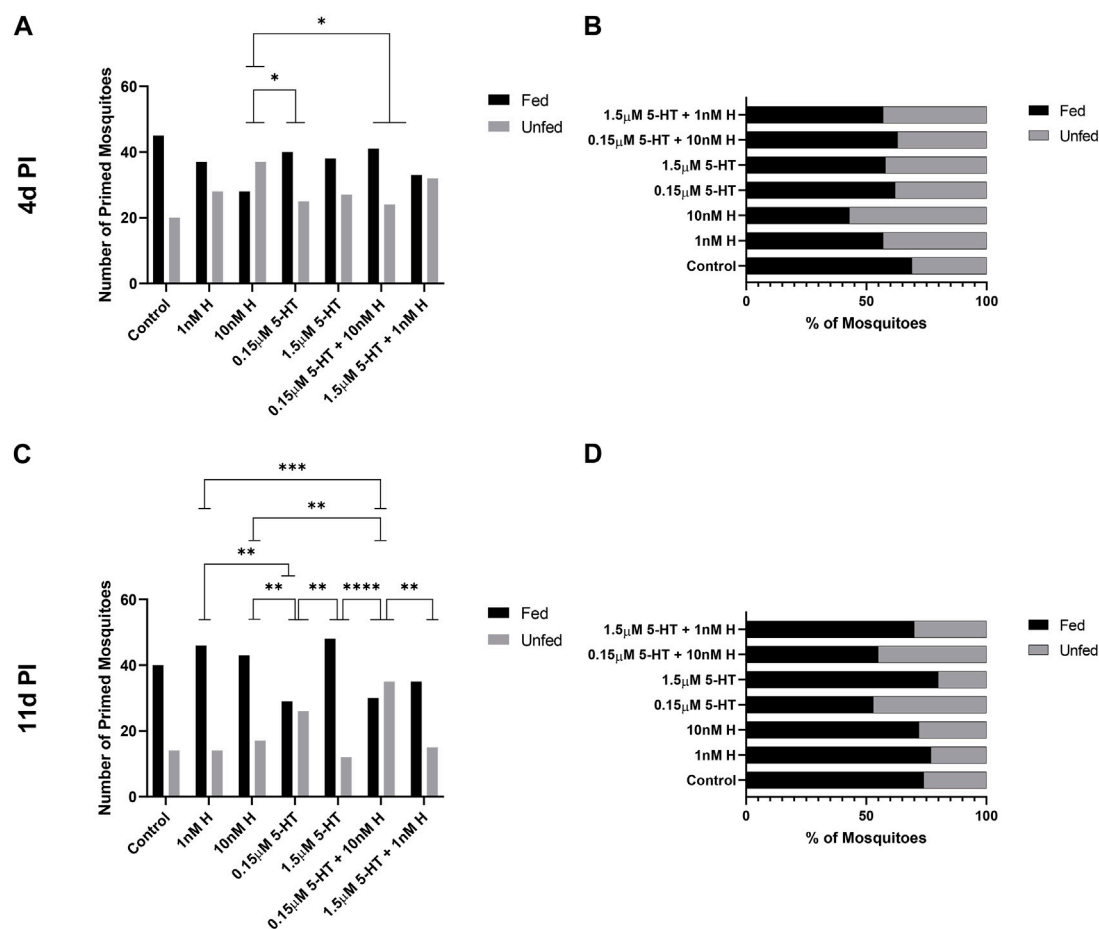 A
*
*
60
40
20
0
Number of Primed Mosquitoes
4d PI
Fed
Unfed
Control
1nM H
10nM H
0.15μM 5-HT
1.5μM 5-HT
0.15μM 5-HT + 10nM H
1.5μM 5-HT + 1nM H
B
1.5μM 5-HT + 1nM H
0.15μM 5-HT + 10nM H
1.5μM 5-HT
0.15μM 5-HT
10nM H
1nM H
Control
0
50
100
% of Mosquitoes
Fed
Unfed
C
***
**
**
** ** **** **
60
40
20
0
Number of Primed Mosquitoes
11d PI
Fed
Unfed
Control
1nM H
10nM H
0.15μM 5-HT
1.5μM 5-HT
0.15μM 5-HT + 10nM H
1.5μM 5-HT + 1nM H
D
1.5μM 5-HT + 1nM H
0.15μM 5-HT + 10nM H
1.5μM 5-HT
0.15μM 5-HT
10nM H
1nM H
Control
0
50
100
% of Mosquitoes
Fed
Unfed